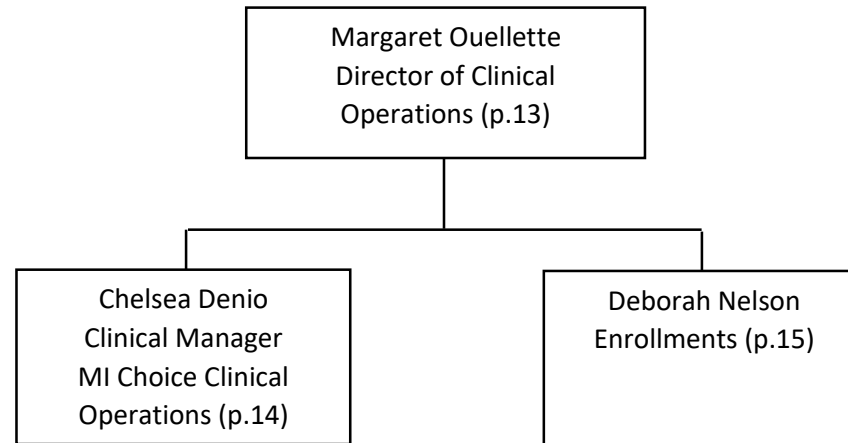 Margaret Ouellette
Director of Clinical
Operations (p.13)
Chelsea Denio
Clinical Manager
MI Choice Clinical
Operations (p.14)
Deborah Nelson
Enrollments (p.15)